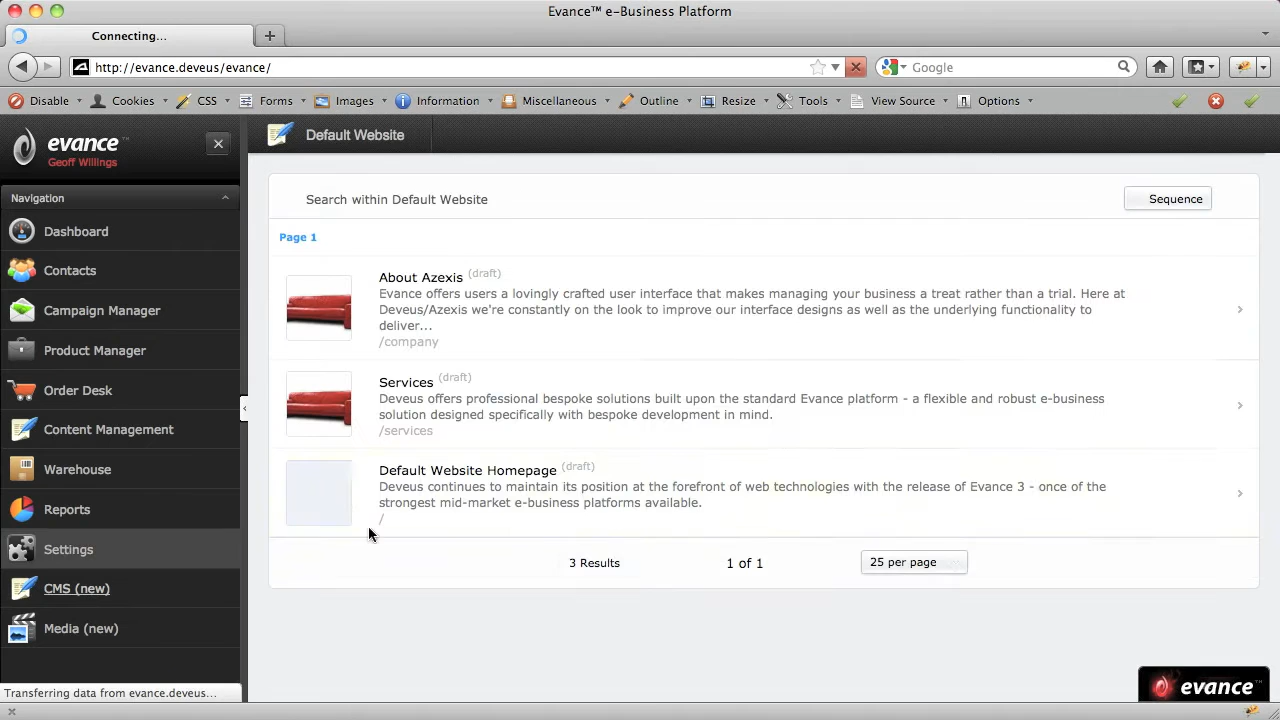 Evance™ e-Business Platform
Connecting...
http://evance.deveus/evance/
Google
Disable Cookies CSS Forms Images Information Miscellaneous Outline Resize Tools View Source Options
evance™
Geoff Willings
Default Website
Navigation
Dashboard
Contacts
Campaign Manager
Product Manager
Order Desk
Content Management
Warehouse
Reports
Settings
CMS (new)
Media (new)
Search within Default Website
Sequence
Page 1
About Azexis (draft)
Evance offers users a lovingly crafted user interface that makes managing your business a treat rather than a trial. Here at
Deveus/Azexis we're constantly on the look to improve our interface designs as well as the underlying functionality to
deliver...
/company
Services (draft)
Deveus offers professional bespoke solutions built upon the standard Evance platform - a flexible and robust e-business
solution designed specifically with bespoke development in mind.
/services
Default Website Homepage (draft)
Deveus continues to maintain its position at the forefront of web technologies with the release of Evance 3 - once of the
strongest mid-market e-business platforms available.
/
3 Results
1 of 1
25 per page
Transferring data from evance.deveus...
evance™